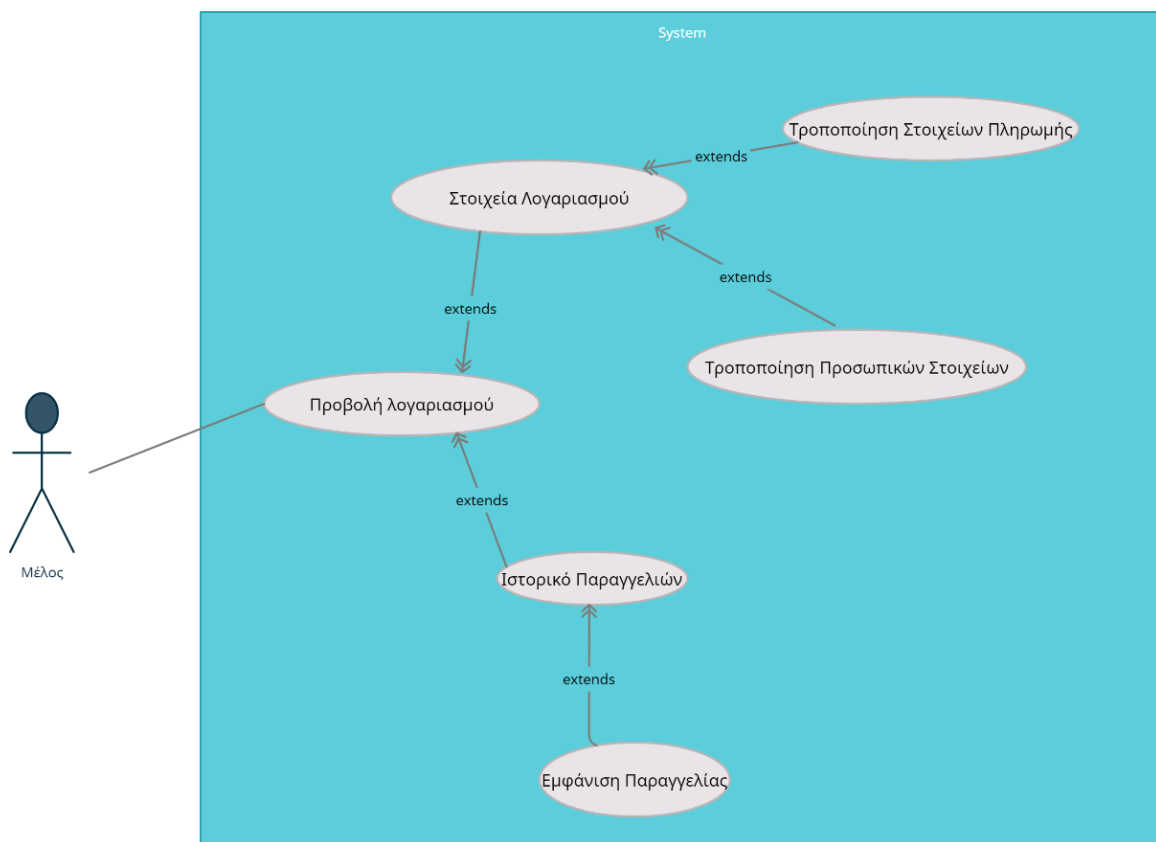 System
Τροποποίηση Στοιχείων Πληρωμής
extends
Στοιχεία Λογαριασμού
extends
extends
Τροποποίηση Προσωπικών Στοιχείων
Προβολή λογαριασμού
extends
Μέλος
Ιστορικό Παραγγελιών
extends
Εμφάνιση Παραγγελίας